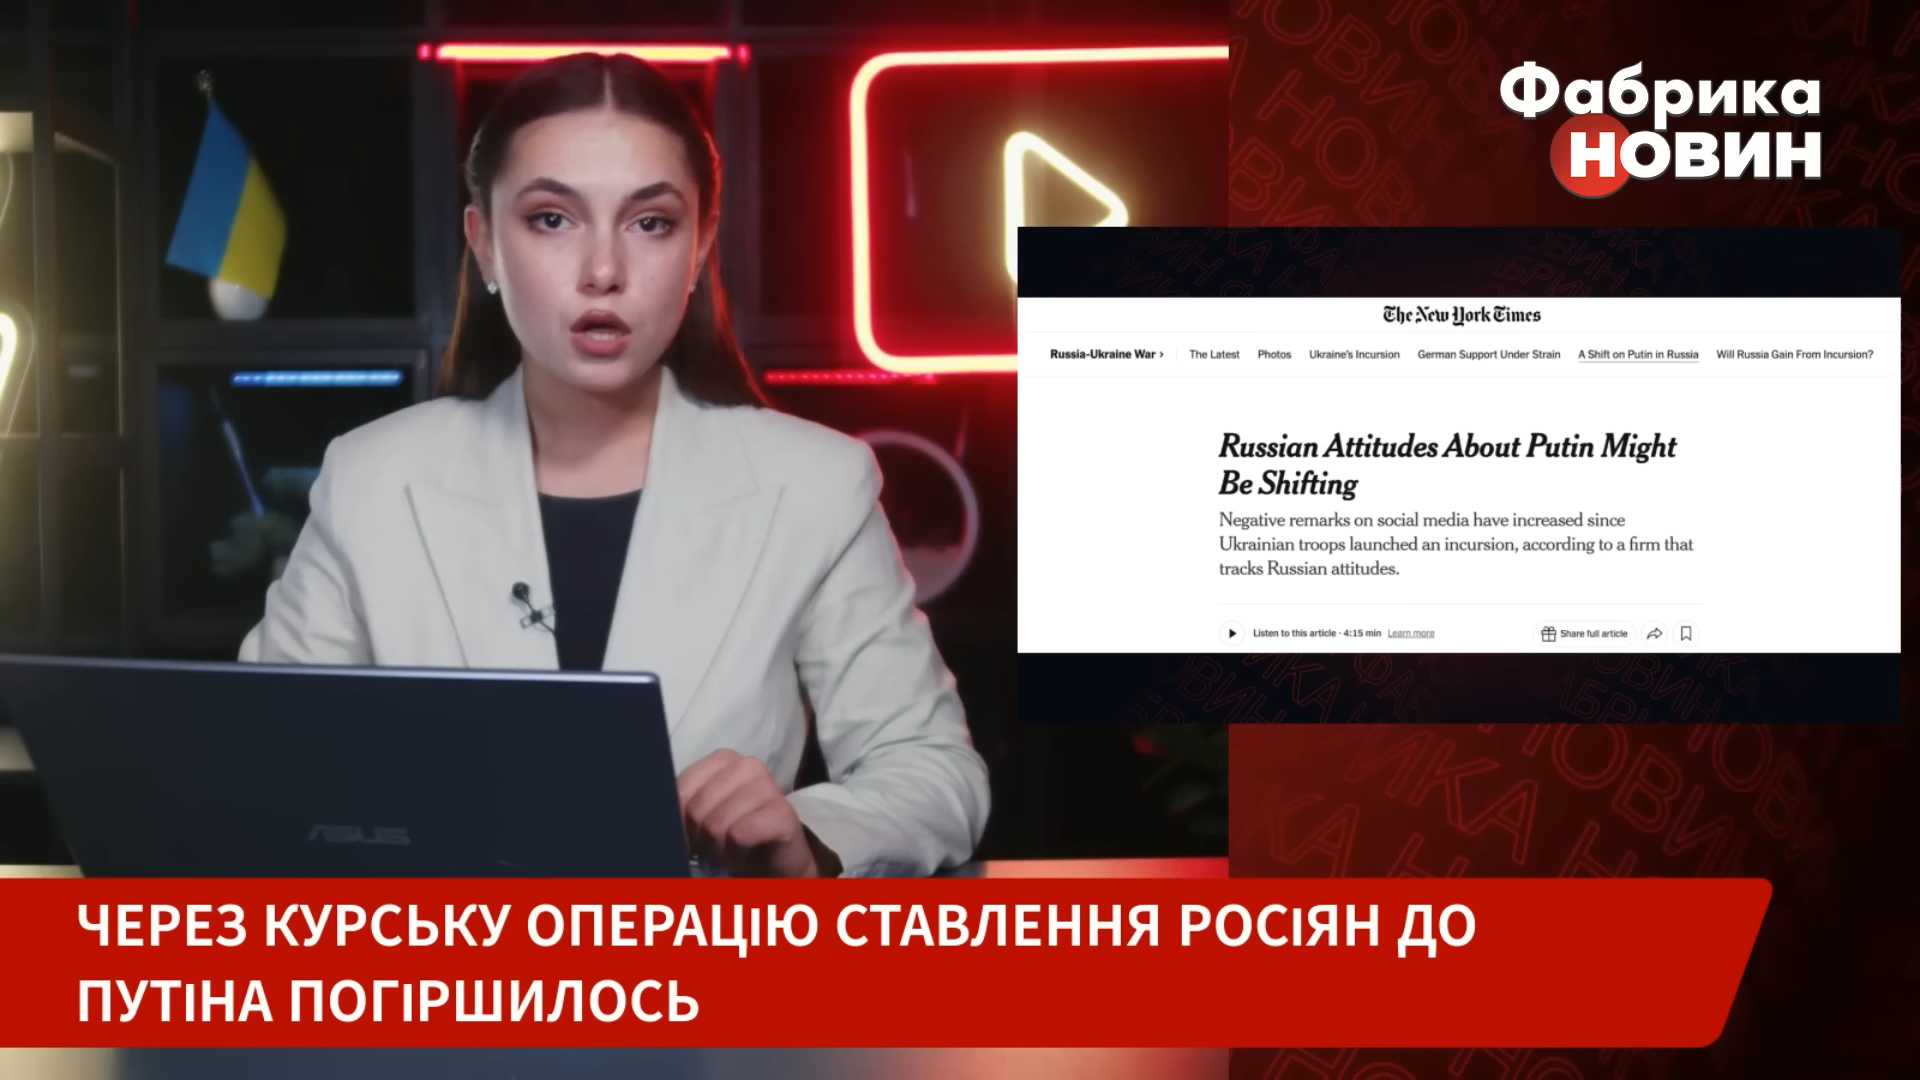 Фабрика
новин
The New York Times
Russia-Ukraine War › The Latest Photos Ukraine's Incursion German Support Under Strain A Shift on Putin in Russia Will Russia Gain From Incursion?
Russian Attitudes About Putin Might
Be Shifting
Negative remarks on social media have increased since
Ukrainian troops launched an incursion, according to a firm that
tracks Russian attitudes.
Listen to this article · 4:15 min Learn more Share full article
ASUS
ЧЕРЕЗ КУРСЬКУ ОПЕРАЦіЮ СТАВЛЕННЯ РОСіЯН ДО
ПУТіНА ПОГіРШИЛОСЬ